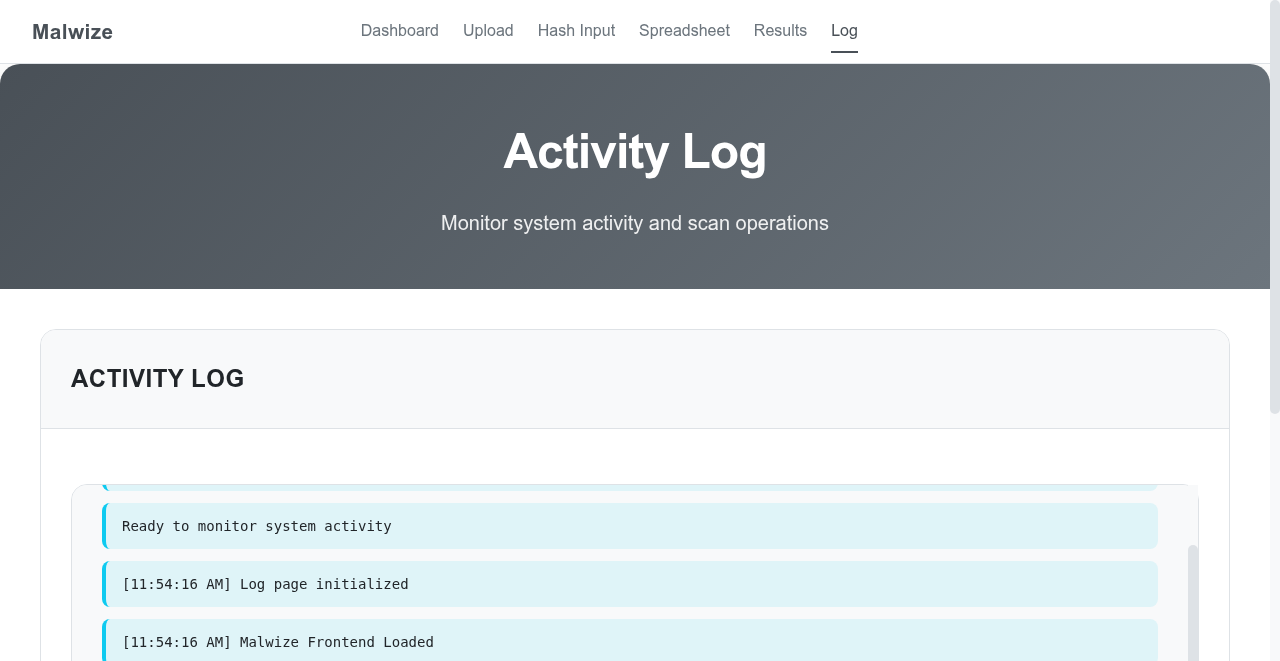 Malwize
Dashboard Upload Hash Input Spreadsheet Results Log
Activity Log
Monitor system activity and scan operations
ACTIVITY LOG
Ready to monitor system activity
[11:54:16 AM] Log page initialized
[11:54:16 AM] Malwize Frontend Loaded